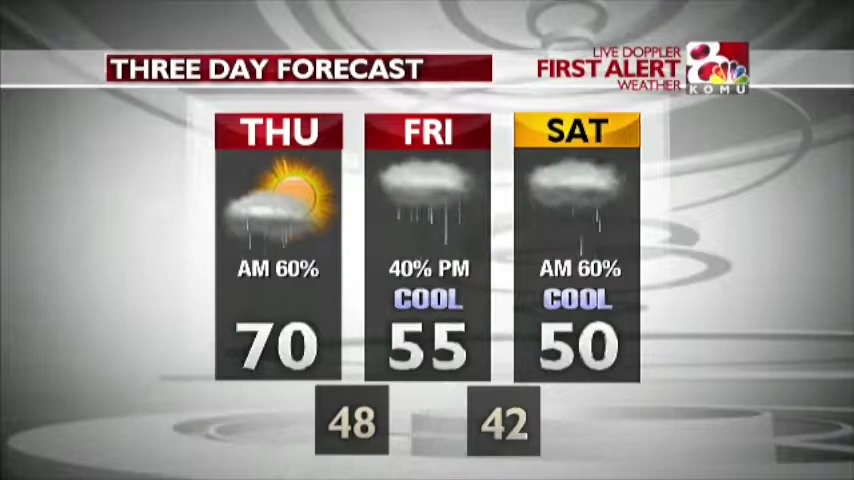 THREE DAY FORECAST
LIVE DOPPLER
FIRST ALERT
WEATHER
8
KOMU
THU
FRI
SAT
AM 60%
40% PM
AM 60%
COOL
COOL
70
55
50
48
42